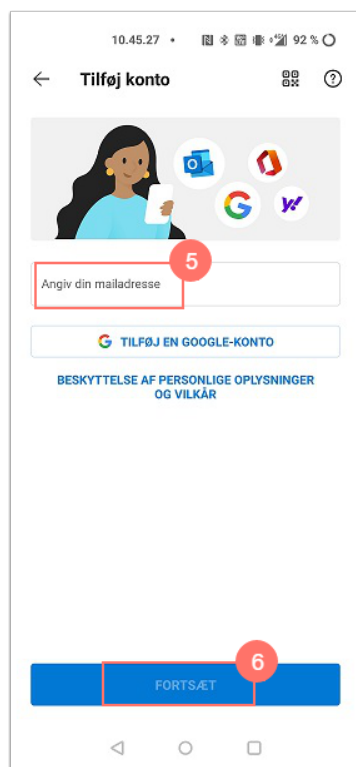 10.45.27 • 92 %
Tilføj konto
5
Angiv din mailadresse
TILFØJ EN GOOGLE-KONTO
BESKYTTELSE AF PERSONLIGE OPLYSNINGER
OG VILKÅR
6
FORTSÆT